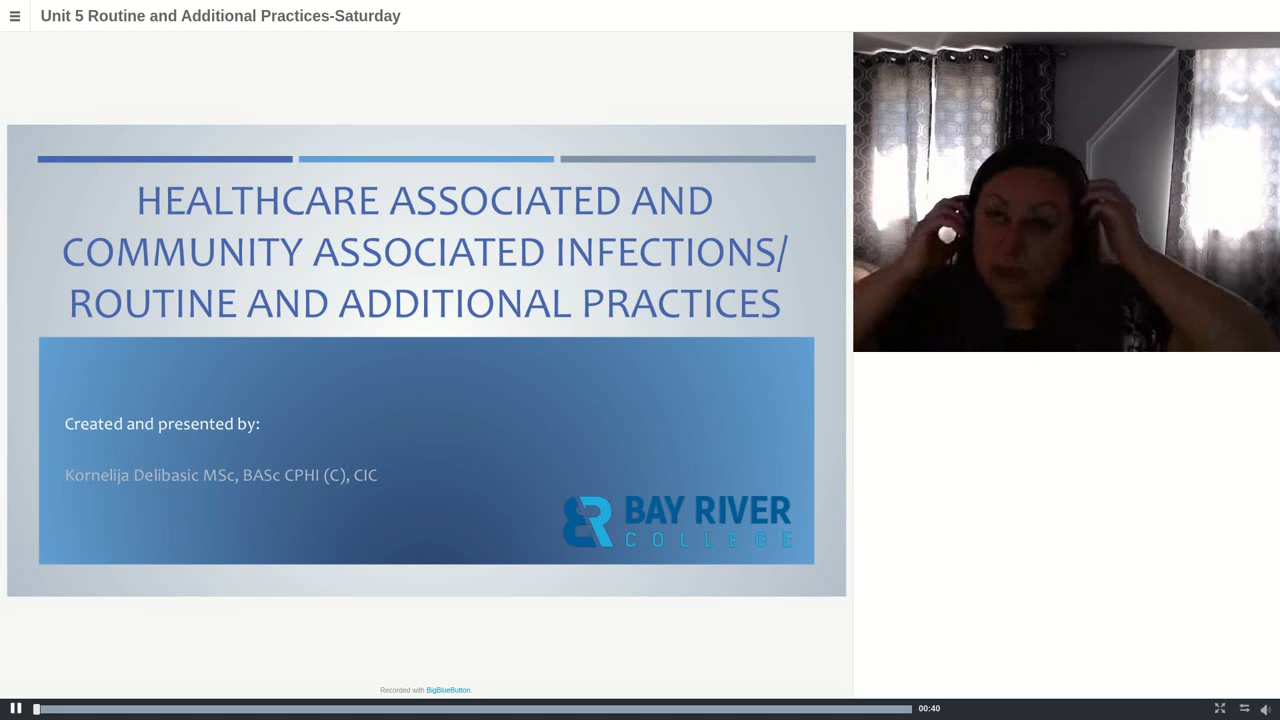 Unit 5 Routine and Additional Practices-Saturday
HEALTHCARE ASSOCIATED AND
COMMUNITY ASSOCIATED INFECTIONS/
ROUTINE AND ADDITIONAL PRACTICES
Created and presented by:
Kornelija Delibasic MSc, BASc CPHI (C), CIC
BAY RIVER
COLLEGE
Recorded with BigBlueButton.
00:40